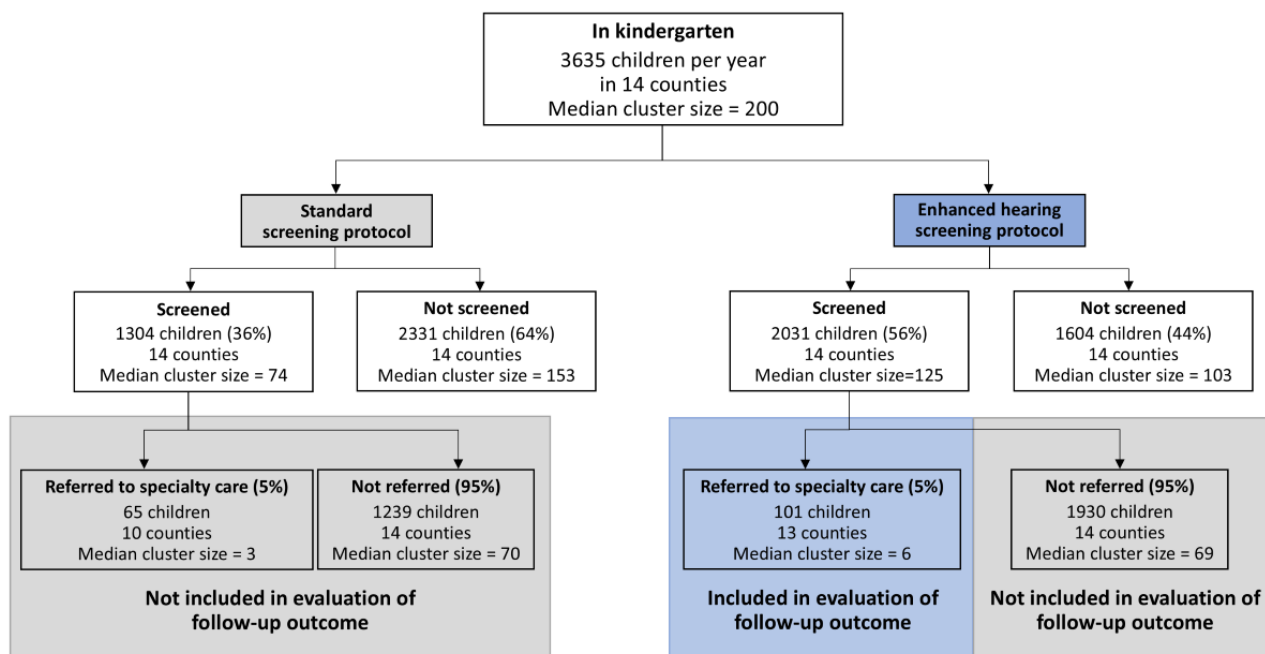 In kindergarten
3635 children per year
in 14 counties
Median cluster size = 200
Standard
screening protocol
Enhanced hearing
screening protocol
Screened
1304 children (36%)
14 counties
Median cluster size = 74
Not screened
2331 children (64%)
14 counties
Median cluster size = 153
Screened
2031 children (56%)
14 counties
Median cluster size=125
Not screened
1604 children (44%)
14 counties
Median cluster size = 103
Referred to specialty care (5%)
65 children
10 counties
Median cluster size = 3
Not referred (95%)
1239 children
14 counties
Median cluster size = 70
Referred to specialty care (5%)
101 children
13 counties
Median cluster size = 6
Not referred (95%)
1930 children
14 counties
Median cluster size = 69
Not included in evaluation of
follow-up outcome
Included in evaluation of
follow-up outcome
Not included in evaluation of
follow-up outcome